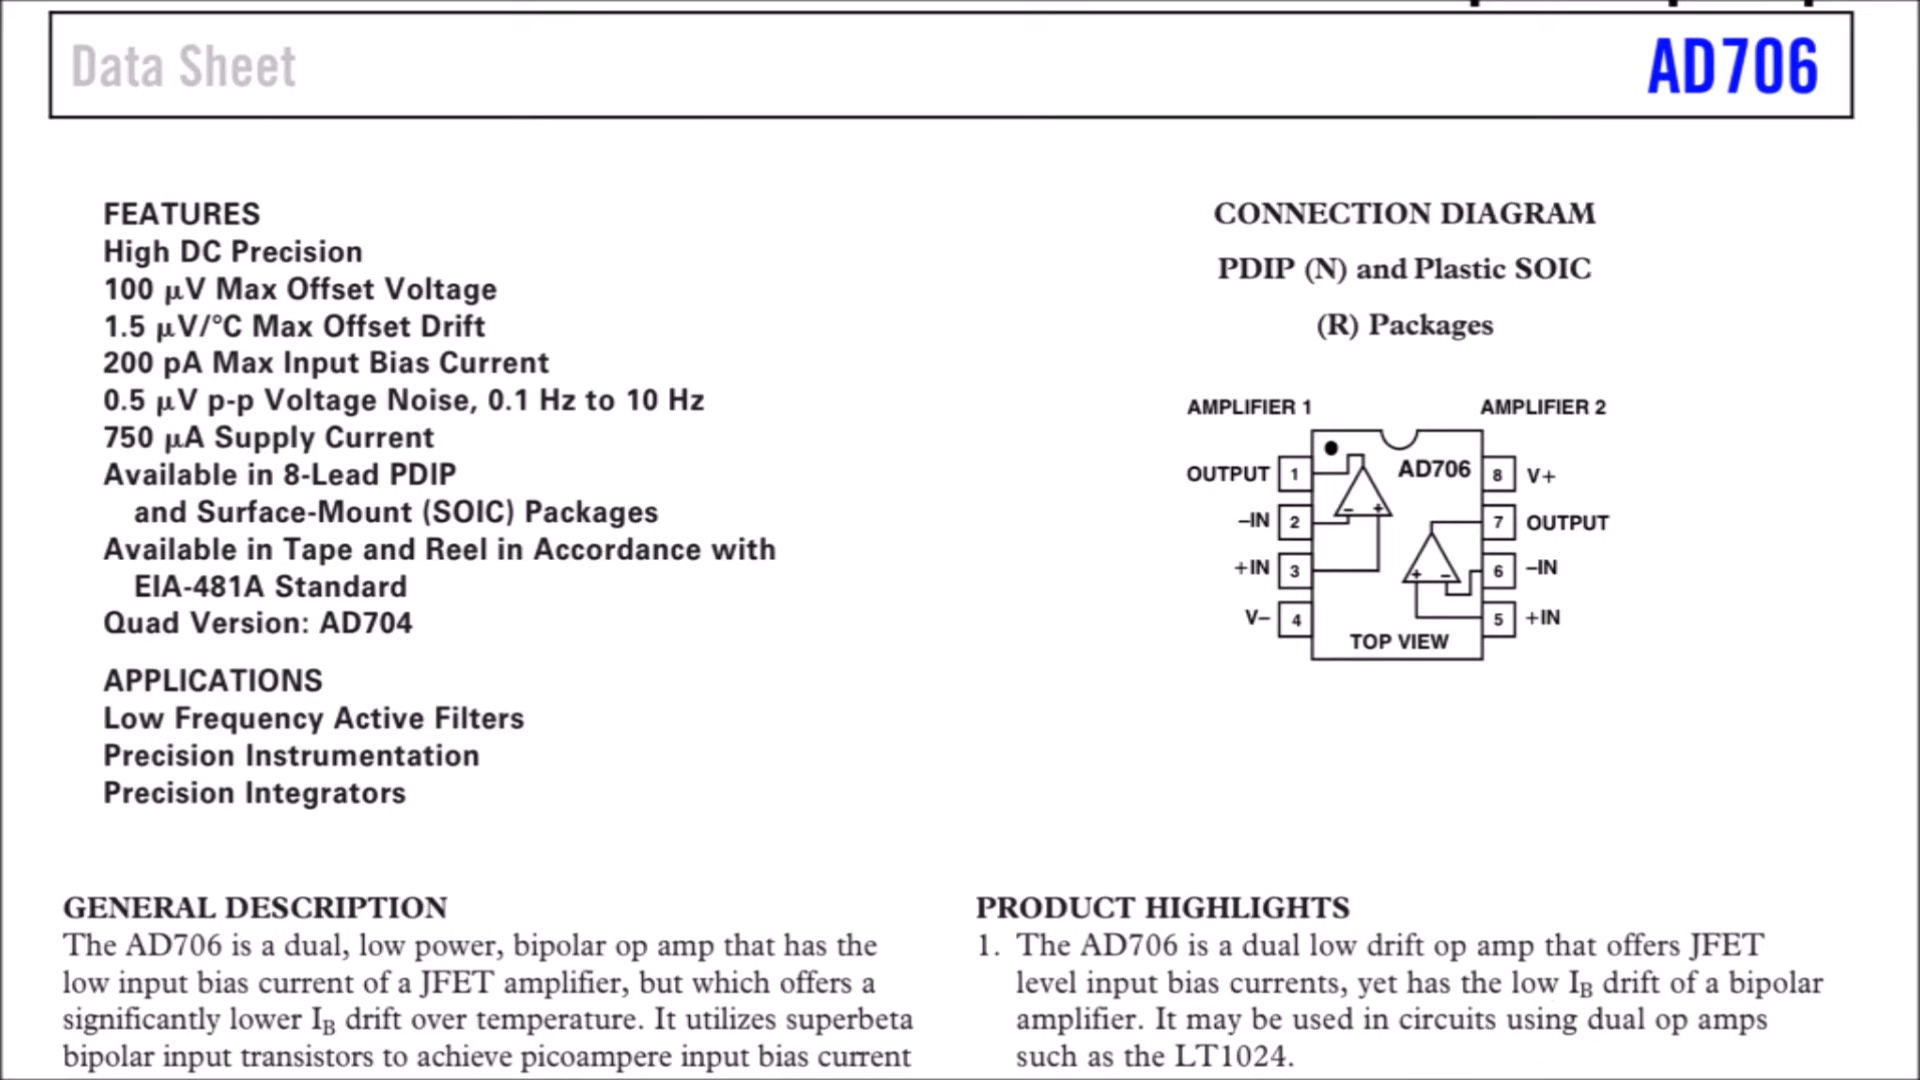 Data Sheet
AD706
FEATURES
High DC Precision
100 μV Max Offset Voltage
1.5 μV/°C Max Offset Drift
200 pA Max Input Bias Current
0.5 μV p-p Voltage Noise, 0.1 Hz to 10 Hz
750 μA Supply Current
Available in 8-Lead PDIP
and Surface-Mount (SOIC) Packages
Available in Tape and Reel in Accordance with
EIA-481A Standard
Quad Version: AD704
APPLICATIONS
Low Frequency Active Filters
Precision Instrumentation
Precision Integrators
CONNECTION DIAGRAM
PDIP (N) and Plastic SOIC
(R) Packages
AMPLIFIER 1 AMPLIFIER 2
OUTPUT 1 AD706 8 V+
–IN 2 – + 7 OUTPUT
+IN 3 + – 6 –IN
V– 4 5 +IN
TOP VIEW
GENERAL DESCRIPTION
The AD706 is a dual, low power, bipolar op amp that has the
low input bias current of a JFET amplifier, but which offers a
significantly lower IB drift over temperature. It utilizes superbeta
bipolar input transistors to achieve picoampere input bias current
PRODUCT HIGHLIGHTS
1. The AD706 is a dual low drift op amp that offers JFET
level input bias currents, yet has the low IB drift of a bipolar
amplifier. It may be used in circuits using dual op amps
such as the LT1024.